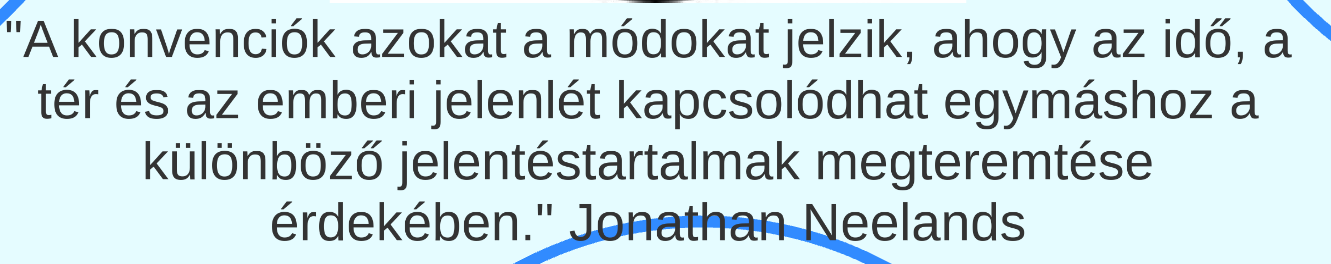 "A konvenciók azokat a módokat jelzik, ahogy az idő, a
tér és az emberi jelenlét kapcsolódhat egymáshoz a
különböző jelentéstartalmak megteremtése
érdekében." Jonathan Neelands